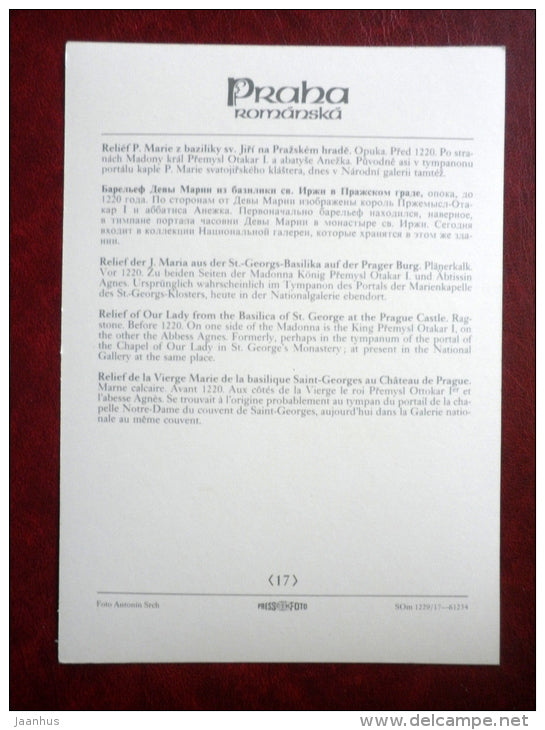 Praha
románská
Reliéf P. Marie z baziliky sv. Jiří na Pražském hradě. Opuka. Před 1220. Po stra-
nách Madony král Přemysl Otakar I. a abatyše Anežka. Původně asi v tympanonu
portálu kaple P. Marie svatojiřského kláštera, dnes v Národní galerii tamtéž.
Барельеф Девы Марии из базилики св. Иржи в Пражском граде, опока, до
1220 года. По сторонам от Девы Марии изображены король Пржемысл-Ота-
кар I и аббатиса Анежка. Первоначально барельеф находился, наверное,
в тимпане портала часовни Девы Марии в монастыре св. Иржи. Сегодня
входит в коллекции Национальной галереи, которые хранятся в этом же зда-
нии.
Relief der J. Maria aus der St.-Georgs-Basilika auf der Prager Burg. Plänerkalk.
Vor 1220. Zu beiden Seiten der Madonna König Přemysl Otakar I. und Äbtissin
Agnes. Ursprünglich wahrscheinlich im Tympanon des Portals der Marienkapelle
des St.-Georgs-Klosters, heute in der Nationalgalerie ebendort.
Relief of Our Lady from the Basilica of St. George at the Prague Castle. Rag-
stone. Before 1220. On one side of the Madonna is the King Přemysl Otakar I, on
the other the Abbess Agnes. Formerly, perhaps in the tympanum of the portal of
the Chapel of Our Lady in St. George's Monastery; at present in the National
Gallery at the same place.
Relief de la Vierge Marie de la basilique Saint-Georges au Château de Prague.
Marne calcaire. Avant 1220. Aux côtés de la Vierge le roi Přemysl Ottokar Ier et
l'abesse Agnès. Se trouvait à l'origine probablement au tympan du portail de la cha-
pelle Notre-Dame du couvent de Saint-Georges, aujourd'hui dans la Galerie natio-
nale au même couvent.
⟨17⟩
Foto Antonín Srch
PRESSFOTO
SOm 1229/17—61234
Jaanhus
www.delcampe.net